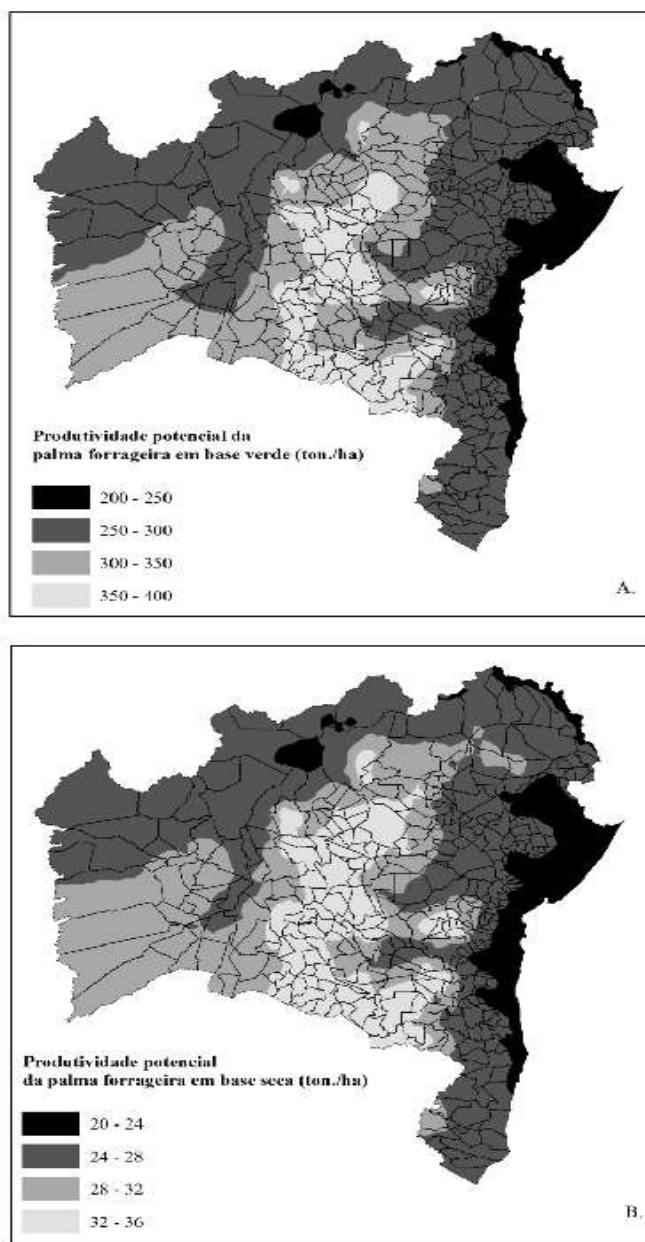 Produtividade potencial da
palma forrageira em base verde (ton./ha)
200 - 250
250 - 300
300 - 350
350 - 400
A.
Produtividade potencial
da palma forrageira em base seca (ton./ha)
20 - 24
24 - 28
28 - 32
32 - 36
B.